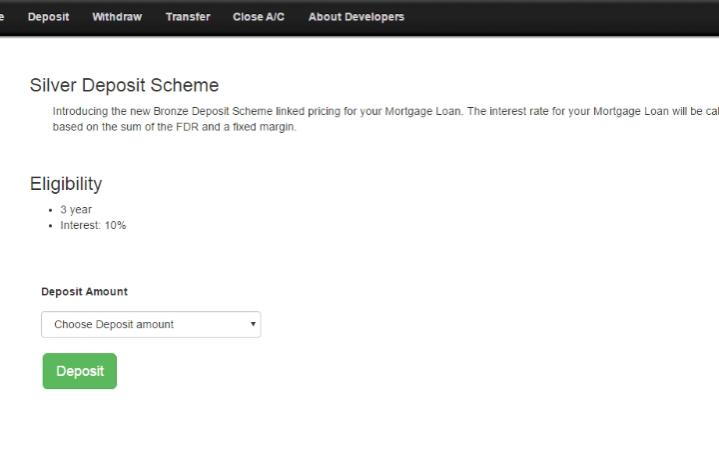 Deposit Withdraw Transfer Close A/C About Developers
Silver Deposit Scheme
Introducing the new Bronze Deposit Scheme linked pricing for your Mortgage Loan. The interest rate for your Mortgage Loan will be
based on the sum of the FDR and a fixed margin.
Eligibility
3 year
Interest: 10%
Deposit Amount
Choose Deposit amount
Deposit